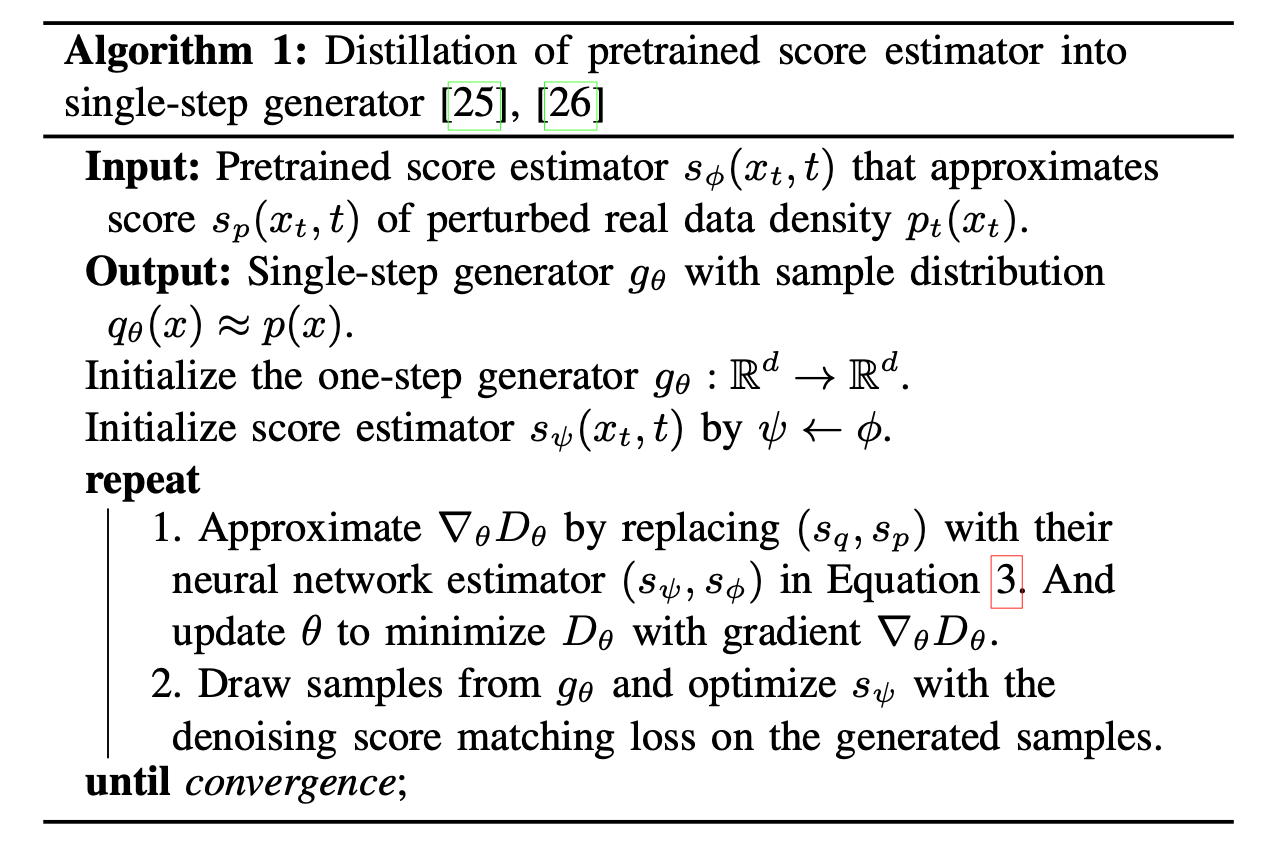 Algorithm 1: Distillation of pretrained score estimator into
single-step generator [25], [26]
Input: Pretrained score estimator $s_\phi(x_t, t)$ that approximates
score $s_p(x_t, t)$ of perturbed real data density $p_t(x_t)$.
Output: Single-step generator $g_\theta$ with sample distribution
$q_\theta(x) \approx p(x)$.
Initialize the one-step generator $g_\theta : \mathbb{R}^d \to \mathbb{R}^d$.
Initialize score estimator $s_\psi(x_t, t)$ by $\psi \leftarrow \phi$.
repeat
1. Approximate $\nabla_\theta D_\theta$ by replacing $(s_q, s_p)$ with their
neural network estimator $(s_\psi, s_\phi)$ in Equation 3. And
update $\theta$ to minimize $D_\theta$ with gradient $\nabla_\theta D_\theta$.
2. Draw samples from $g_\theta$ and optimize $s_\psi$ with the
denoising score matching loss on the generated samples.
until convergence;